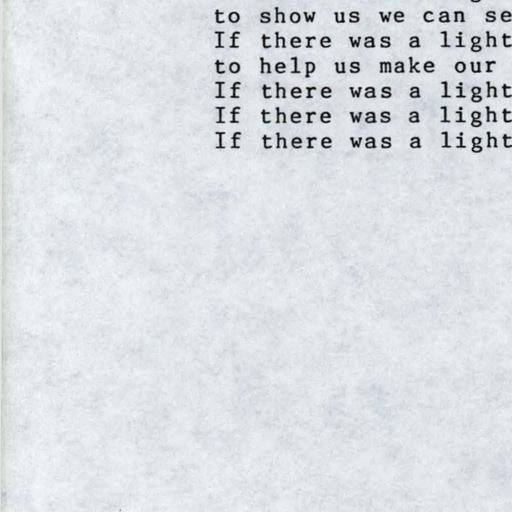 to show us we can se
If there was a light
to help us make our
If there was a light
If there was a light
If there was a light